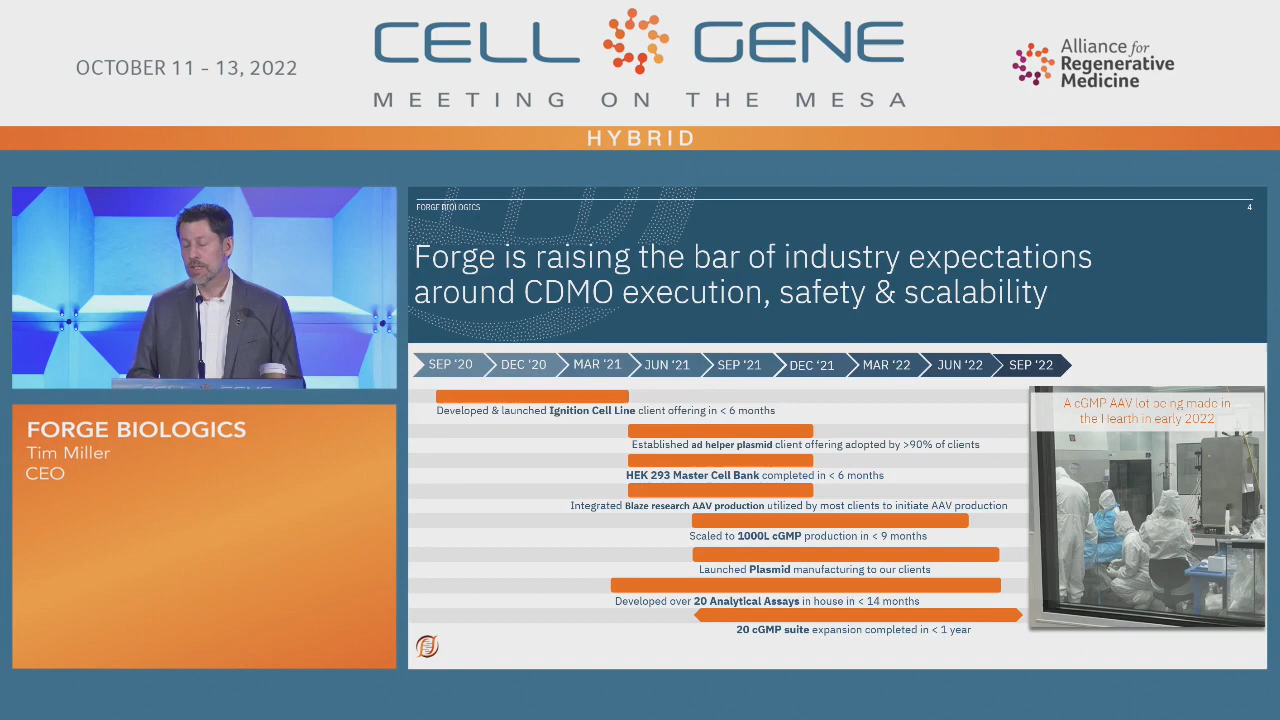 OCTOBER 11 - 13, 2022
CELL GENE
MEETING ON THE MESA
Alliance for
Regenerative
Medicine
HYBRID
FORGE BIOLOGICS
Tim Miller
CEO
CELL GENE
FORGE BIOLOGICS
4
Forge is raising the bar of industry expectations
around CDMO execution, safety & scalability
SEP '20 DEC '20 MAR '21 JUN '21 SEP '21 DEC '21 MAR '22 JUN '22 SEP '22
Developed & launched Ignition Cell Line client offering in < 6 months
Established ad helper plasmid client offering adopted by >90% of clients
HEK 293 Master Cell Bank completed in < 6 months
Integrated Blaze research AAV production utilized by most clients to initiate AAV production
Scaled to 1000L cGMP production in < 9 months
Launched Plasmid manufacturing to our clients
Developed over 20 Analytical Assays in house in < 14 months
20 cGMP suite expansion completed in < 1 year
A cGMP AAV lot being made in
the Hearth in early 2022